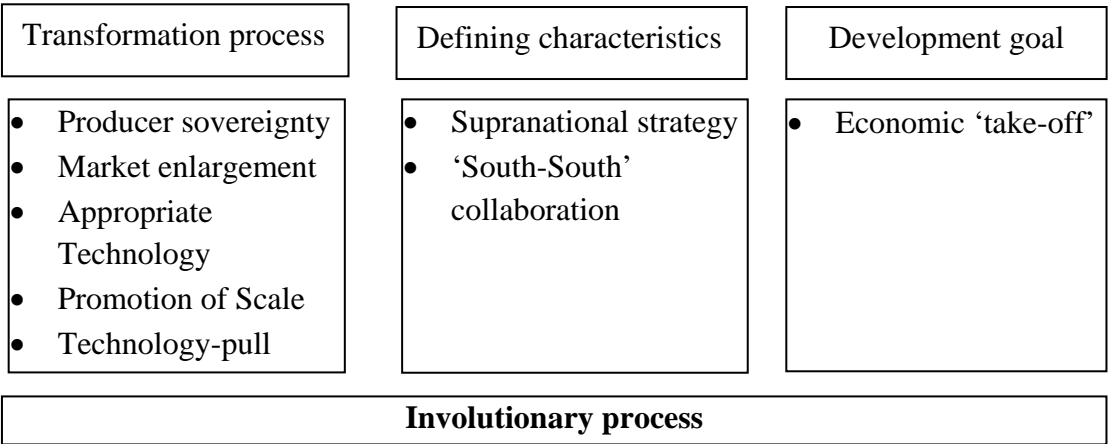 Transformation process
Defining characteristics
Development goal
• Producer sovereignty
• Market enlargement
• Appropriate
Technology
• Promotion of Scale
• Technology-pull
• Supranational strategy
• ‘South-South’
collaboration
• Economic ‘take-off’
Involutionary process